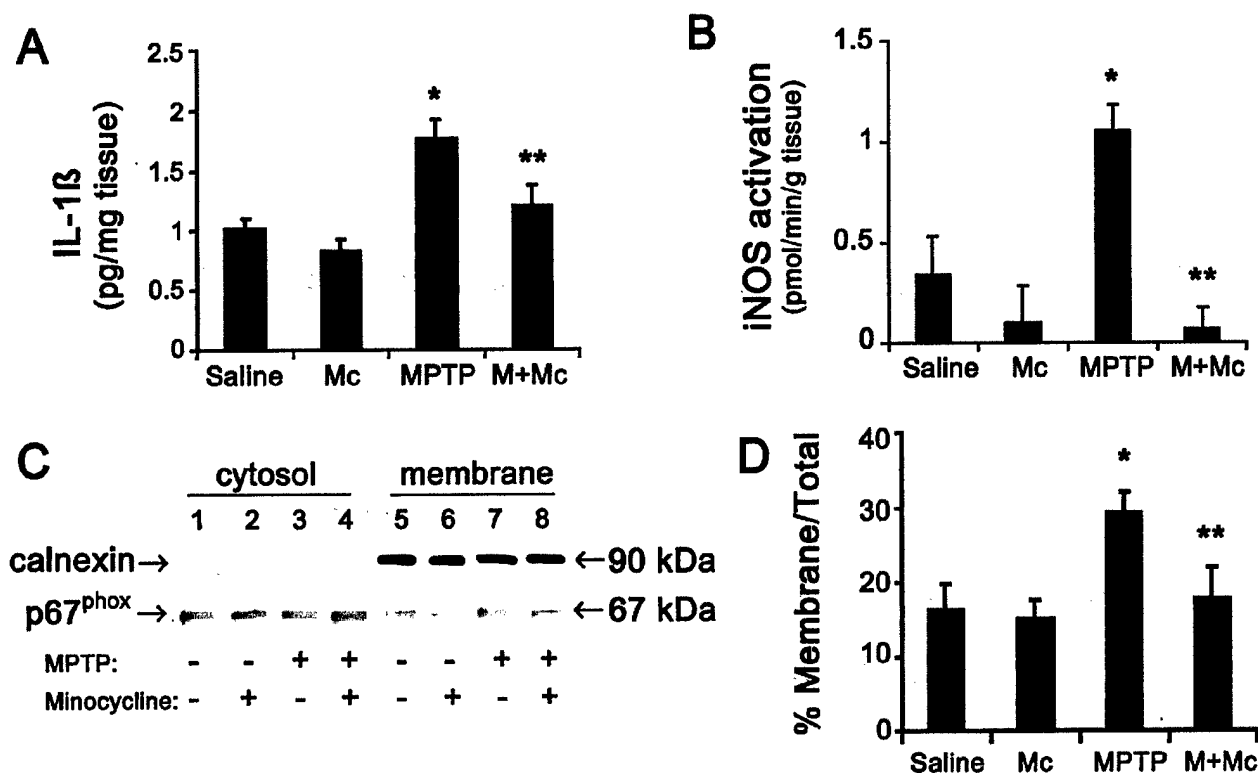 A
IL-1ß
(pg/mg tissue)
2.5
2
1.5
1
0.5
0
*
**
Saline Mc MPTP M+Mc
B
iNOS activation
(pmol/min/g tissue)
1.5
1
0.5
0
*
**
Saline Mc MPTP M+Mc
C
cytosol membrane
1 2 3 4 5 6 7 8
calnexin→ ←90 kDa
p67phox→ ←67 kDa
MPTP: - - + + - - + +
Minocycline: - + - + - + - +
D
% Membrane/Total
40
30
20
10
0
*
**
Saline Mc MPTP M+Mc